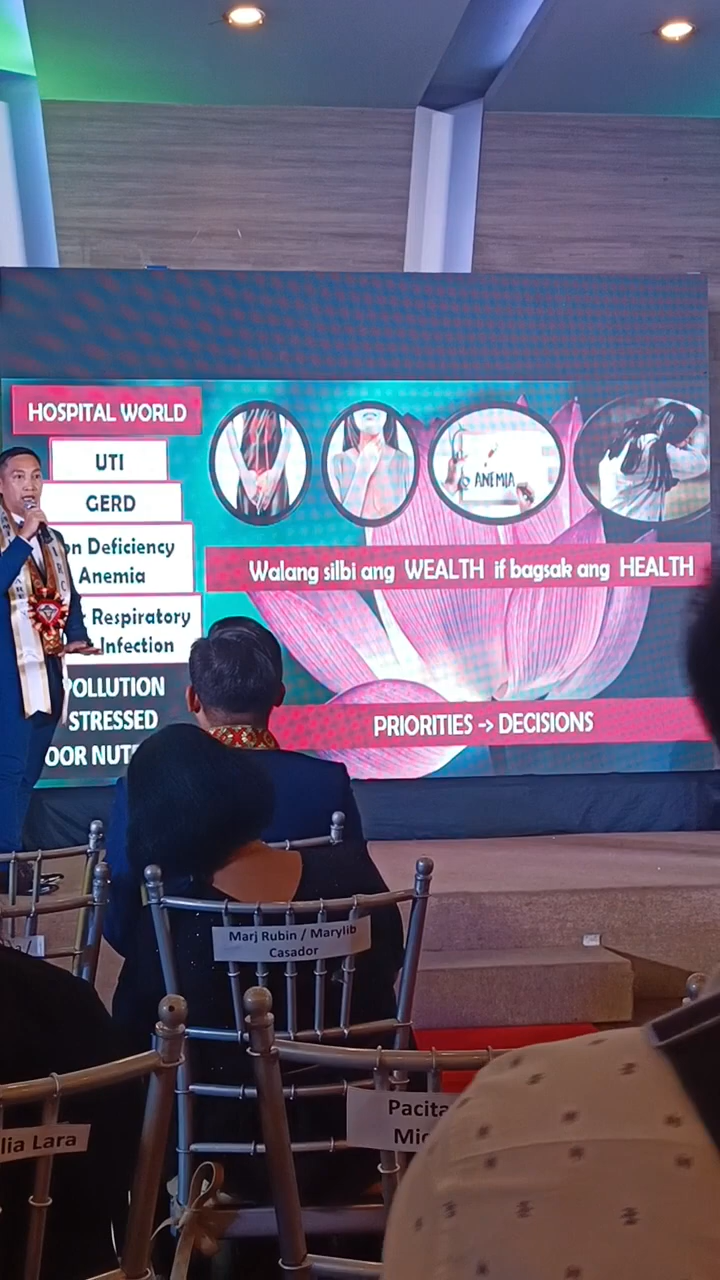 HOSPITAL WORLD
UTI
GERD
Deficiency
Anemia
Respiratory
Infection
POLLUTION
STRESSED
ANEMIA
Walang silbi ang WEALTH if bagsak ang HEALTH
PRIORITIES -> DECISIONS
Marj Rubin / Marylib
Casador
Pacita
Lara